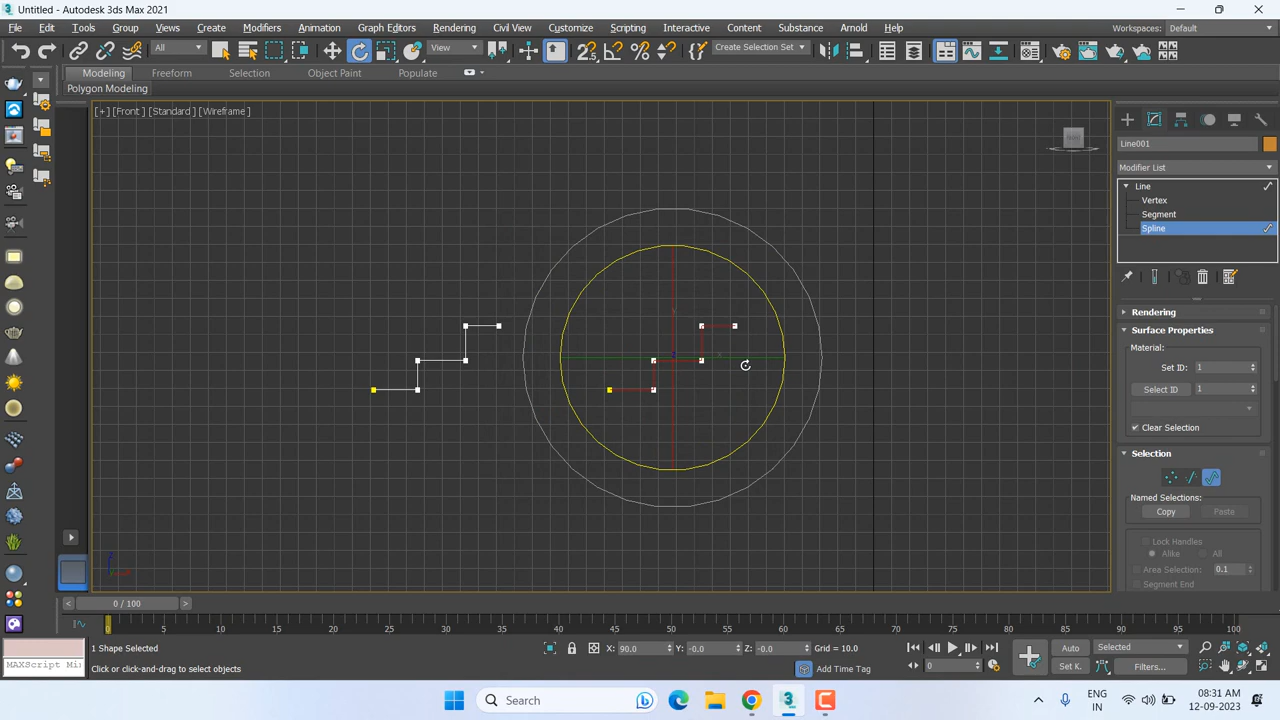 Untitled - Autodesk 3ds Max 2021
File Edit Tools Group Views Create Modifiers Animation Graph Editors Rendering Civil View Customize Scripting Interactive Content Substance Arnold Help Workspaces: Default
All View Create Selection Set
Modeling Freeform Selection Object Paint Populate
Polygon Modeling
[+] [Front ] [Standard ] [Wireframe ]
Line001
Modifier List
Line
Vertex
Segment
Spline
Rendering
Surface Properties
Material:
Set ID: 1
Select ID 1
Clear Selection
Selection
Named Selections:
Copy Paste
Lock Handles
Alike All
Area Selection: 0.1
Segment End
< 0 / 100 >
0 5 10 15 20 25 30 35 40 45 50 55 60 65 70 75 80 85 90 95 100
1 Shape Selected X: 90.0 Y: -0.0 Z: -0.0 Grid = 10.0 Auto Selected
MAXScript Mi Click or click-and-drag to select objects Add Time Tag 0 Set K. Filters...
Search ENG IN 08:31 AM 12-09-2023